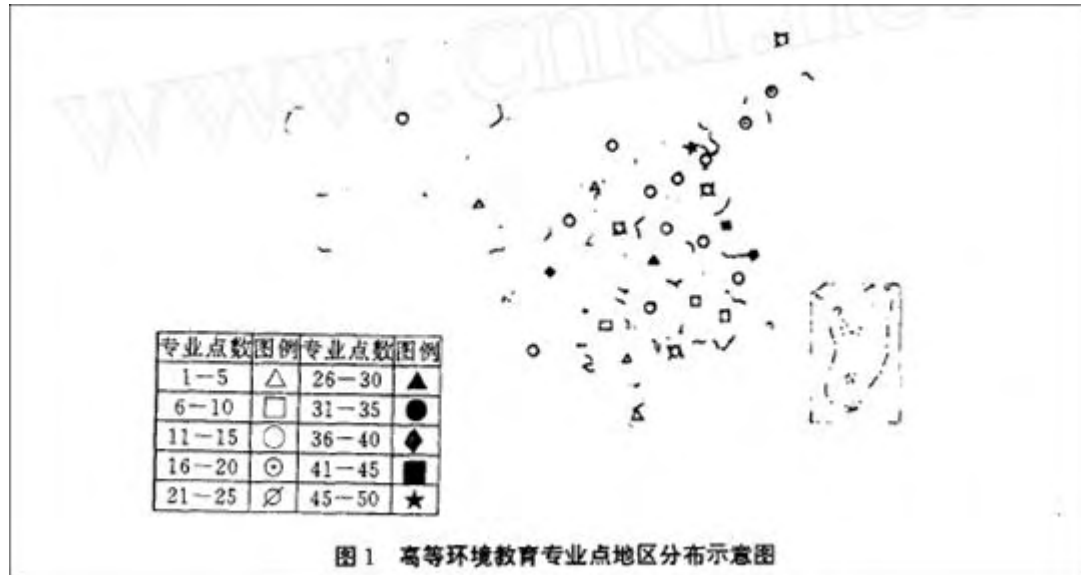 www.cnki.net
专业点数 图例 专业点数 图例
1—5 △ 26—30 ▲
6—10 □ 31—35 ●
11—15 ○ 36—40 ◆
16—20 ⊙ 41—45 ■
21—25 Ø 45—50 ★
图1 高等环境教育专业点地区分布示意图